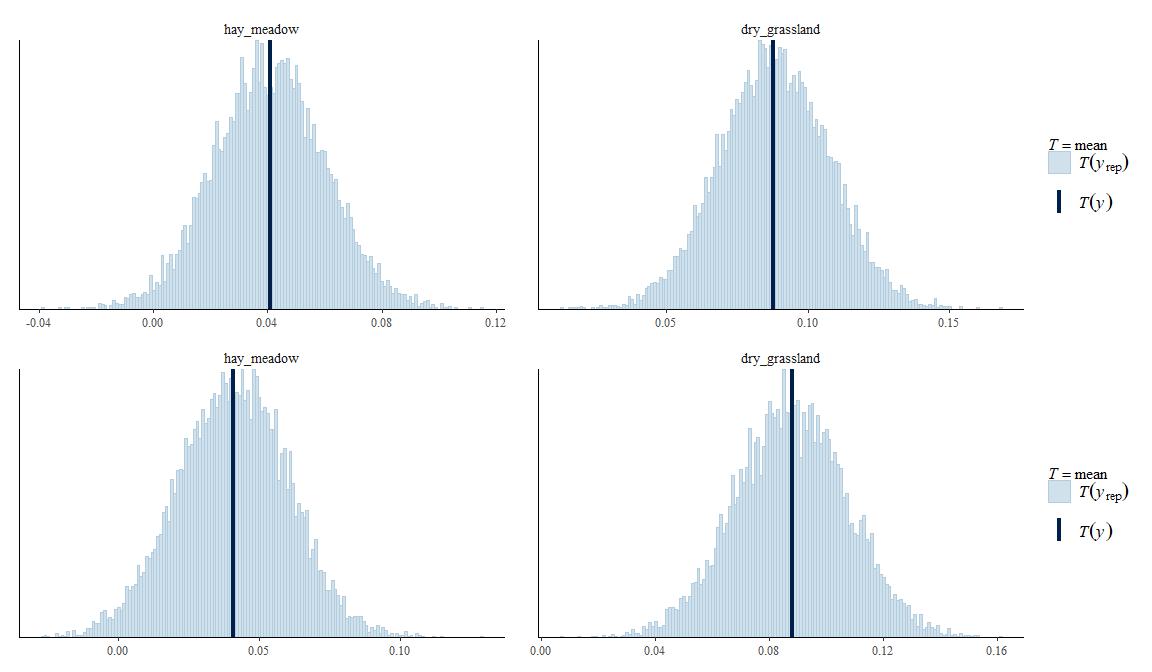 hay_meadow
dry_grassland
T = mean
T(y_rep)
T(y)
-0.04 0.00 0.04 0.08 0.12
0.05 0.10 0.15
hay_meadow
dry_grassland
T = mean
T(y_rep)
T(y)
0.00 0.05 0.10
0.00 0.04 0.08 0.12 0.16